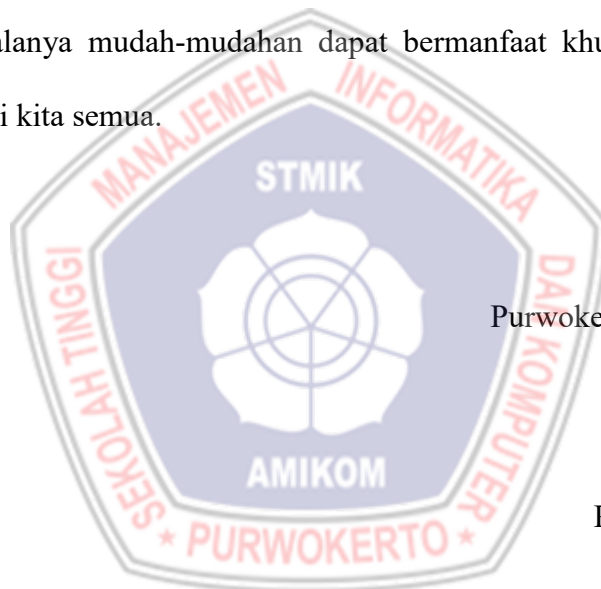 alanya mudah-mudahan dapat bermanfaat khu
i kita semua.
SEKOLAH TINGGI MANAJEMEN INFORMATIKA DAN KOMPUTER
STMIK
Purwoke
AMIKOM
* PURWOKERTO *